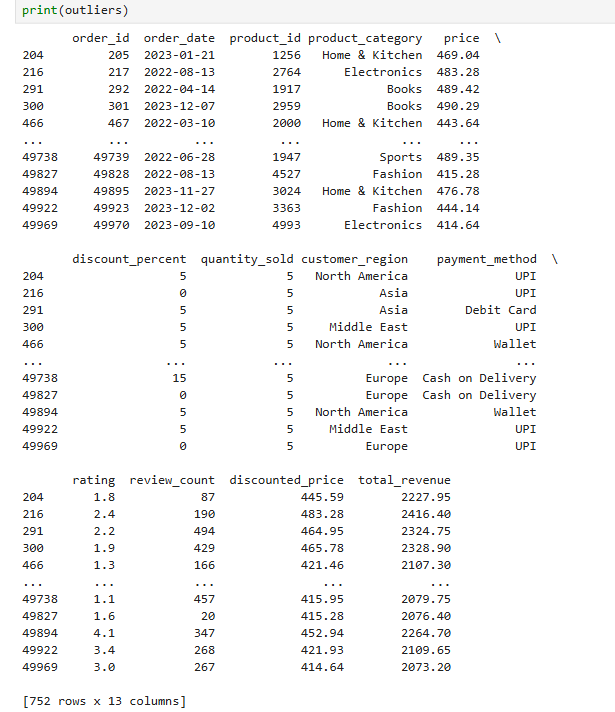 print(outliers)
order_id order_date product_id product_category price \
204 205 2023-01-21 1256 Home & Kitchen 469.04
216 217 2022-08-13 2764 Electronics 483.28
291 292 2022-04-14 1917 Books 489.42
300 301 2023-12-07 2959 Books 490.29
466 467 2022-03-10 2000 Home & Kitchen 443.64
... ... ... ... ... ...
49738 49739 2022-06-28 1947 Sports 489.35
49827 49828 2022-08-13 4527 Fashion 415.28
49894 49895 2023-11-27 3024 Home & Kitchen 476.78
49922 49923 2023-12-02 3363 Fashion 444.14
49969 49970 2023-09-10 4993 Electronics 414.64
discount_percent quantity_sold customer_region payment_method \
204 5 5 North America UPI
216 0 5 Asia UPI
291 5 5 Asia Debit Card
300 5 5 Middle East UPI
466 5 5 North America Wallet
... ... ... ... ...
49738 15 5 Europe Cash on Delivery
49827 0 5 Europe Cash on Delivery
49894 5 5 North America Wallet
49922 5 5 Middle East UPI
49969 0 5 Europe UPI
rating review_count discounted_price total_revenue
204 1.8 87 445.59 2227.95
216 2.4 190 483.28 2416.40
291 2.2 494 464.95 2324.75
300 1.9 429 465.78 2328.90
466 1.3 166 421.46 2107.30
... ... ... ... ...
49738 1.1 457 415.95 2079.75
49827 1.6 20 415.28 2076.40
49894 4.1 347 452.94 2264.70
49922 3.4 268 421.93 2109.65
49969 3.0 267 414.64 2073.20
[752 rows x 13 columns]